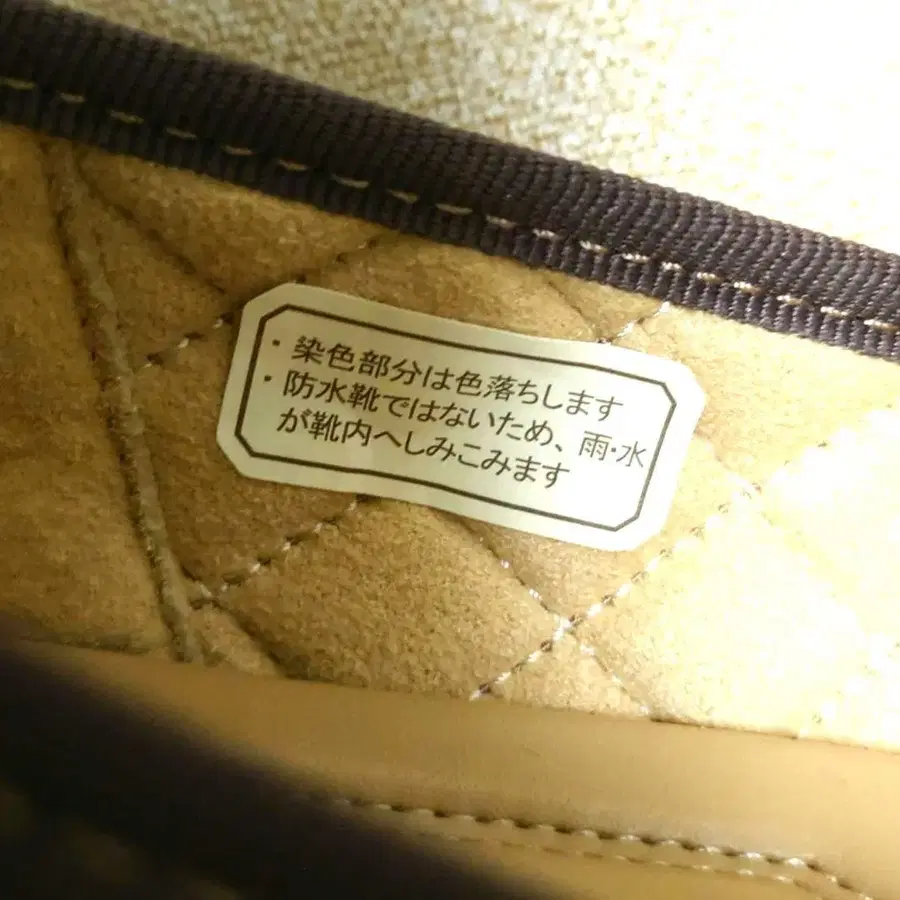 ・染色部分は色落ちします
・防水靴ではないため、雨・水
が靴内へしみこみます